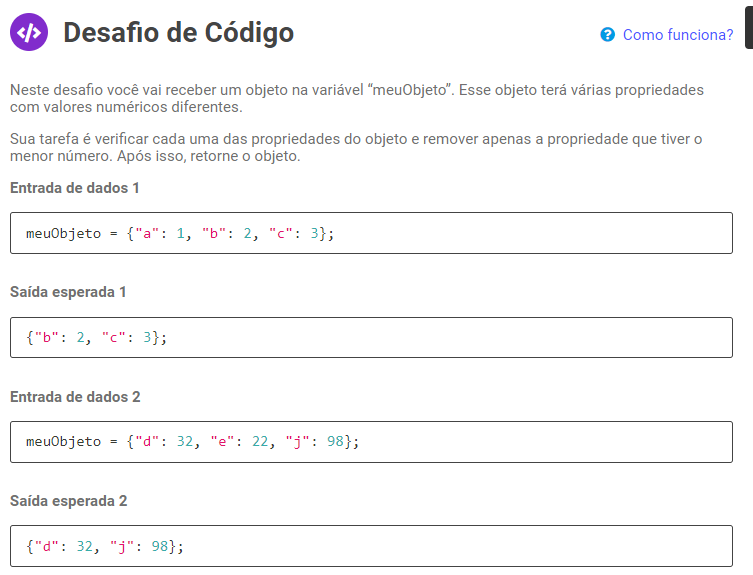 </>
Desafio de Código
? Como funciona?
Neste desafio você vai receber um objeto na variável “meuObjeto”. Esse objeto terá várias propriedades
com valores numéricos diferentes.
Sua tarefa é verificar cada uma das propriedades do objeto e remover apenas a propriedade que tiver o
menor número. Após isso, retorne o objeto.
Entrada de dados 1
meuObjeto = {"a": 1, "b": 2, "c": 3};
Saída esperada 1
{"b": 2, "c": 3};
Entrada de dados 2
meuObjeto = {"d": 32, "e": 22, "j": 98};
Saída esperada 2
{"d": 32, "j": 98};